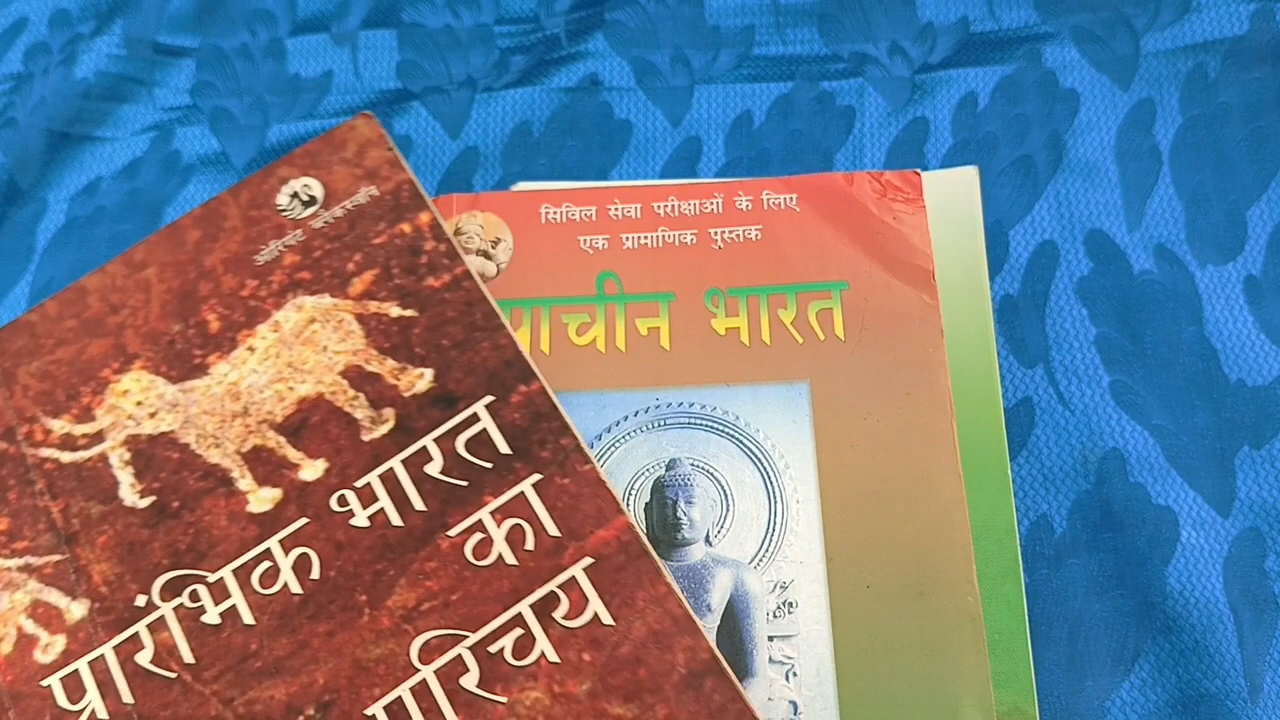 ओरियंट ब्लैकस्वॉन
प्रारंभिक भारत
का
परिचय
सिविल सेवा परीक्षाओं के लिए
एक प्रामाणिक पुस्तक
प्राचीन भारत